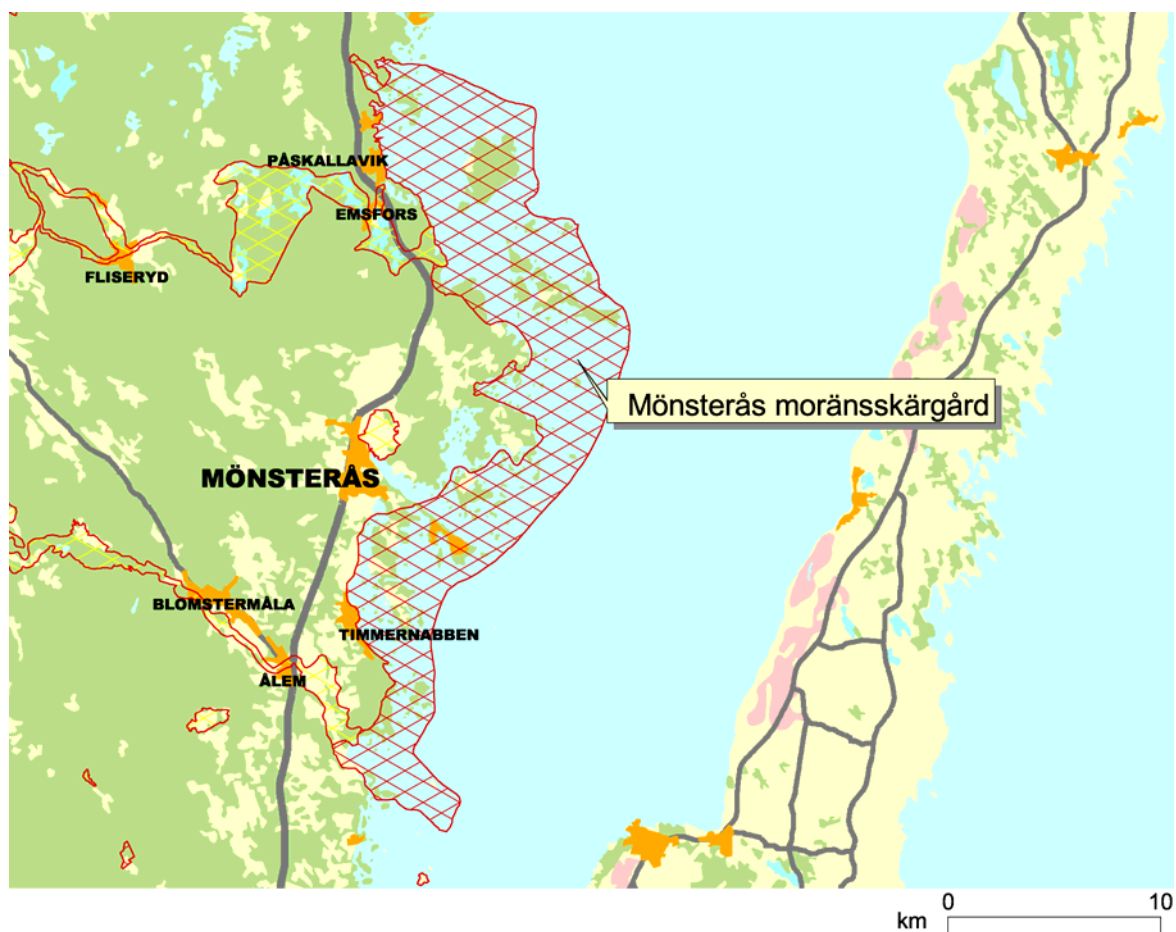 PÅSKALLAVIK
EMSFORS
FLISERYD
Mönsterås moränsskärgård
MÖNSTERÅS
BLOMSTERMÅLA
TIMMERNABBEN
ÅLEM
0 10
km